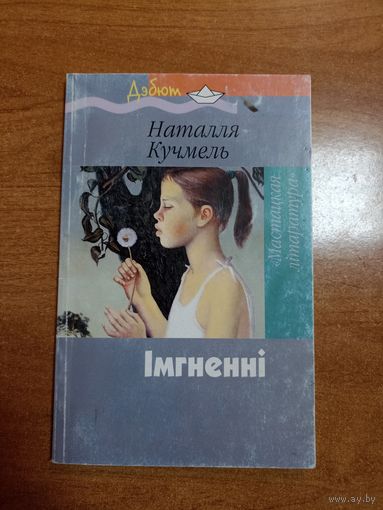 Дэбют
Наталля
Кучмель
«Мастацкая
літаратура»
Імгненні
www.ay.by